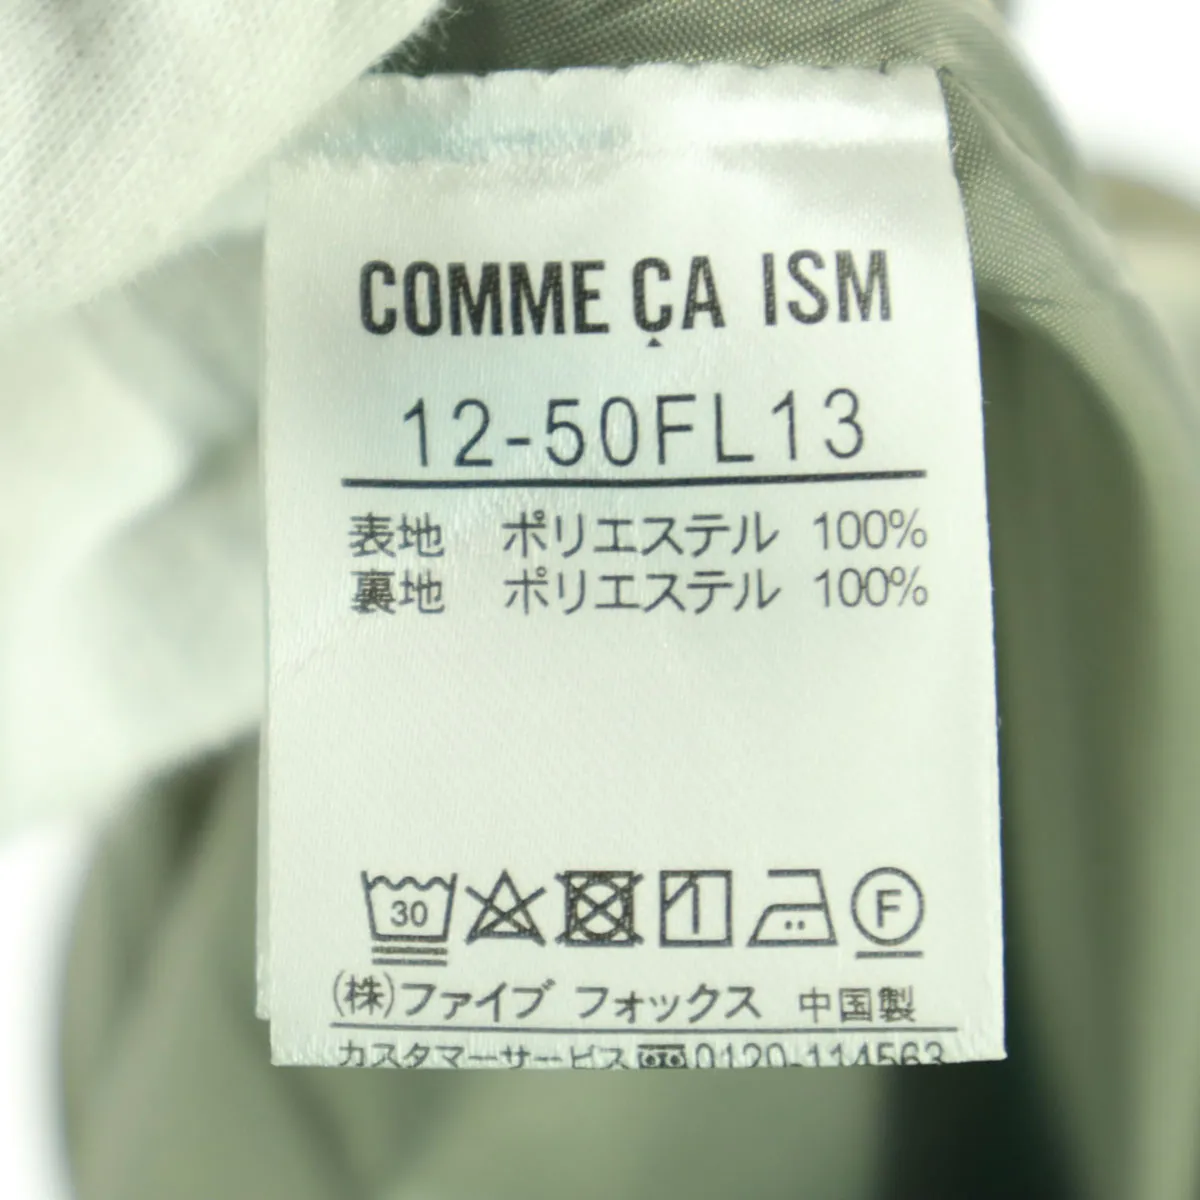 COMME ÇA ISM
12-50FL13
表地 ポリエステル 100%
裏地 ポリエステル 100%
30 F
(株)ファイブ フォックス 中国製
カスタマーサービス 0120-114563